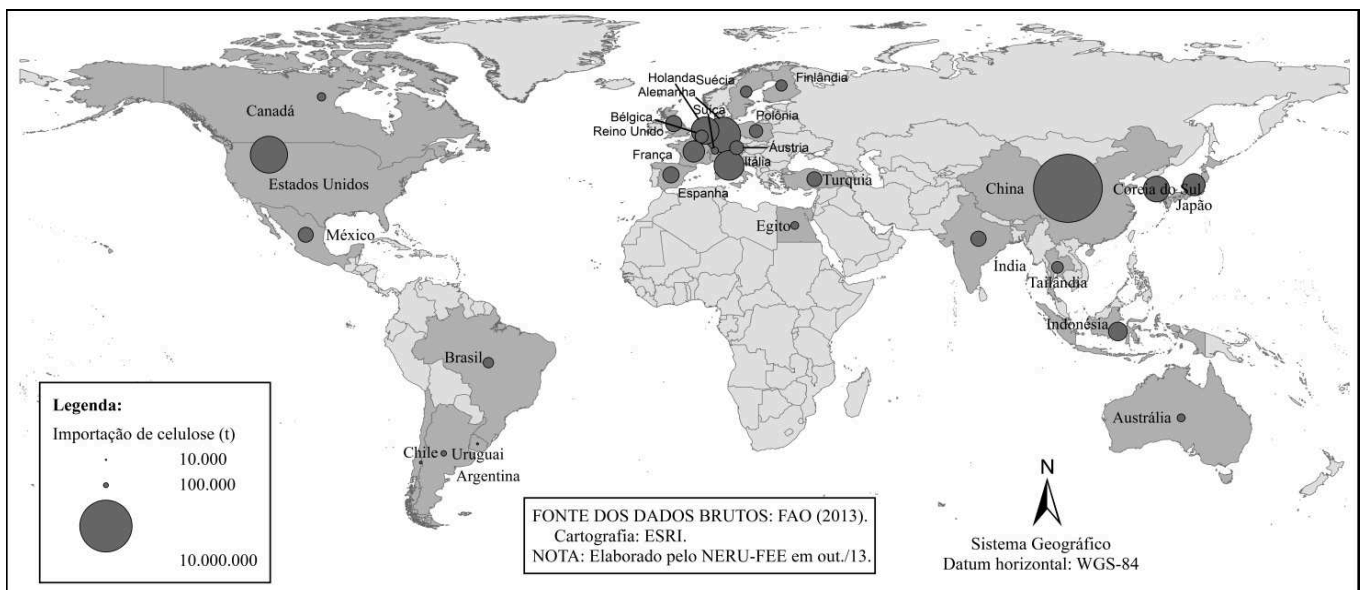 Canadá
Estados Unidos
México
Brasil
Chile
Uruguai
Argentina
Holanda
Suécia
Finlândia
Alemanha
Suíça
Bélgica
Polônia
Reino Unido
Áustria
França
Itália
Espanha
Turquia
Egito
China
Coreia do Sul
Japão
Índia
Tailândia
Indonésia
Austrália
Legenda:
Importação de celulose (t)
10.000
100.000
10.000.000
FONTE DOS DADOS BRUTOS: FAO (2013).
Cartografia: ESRI.
NOTA: Elaborado pelo NERU-FEE em out./13.
N
Sistema Geográfico
Datum horizontal: WGS-84